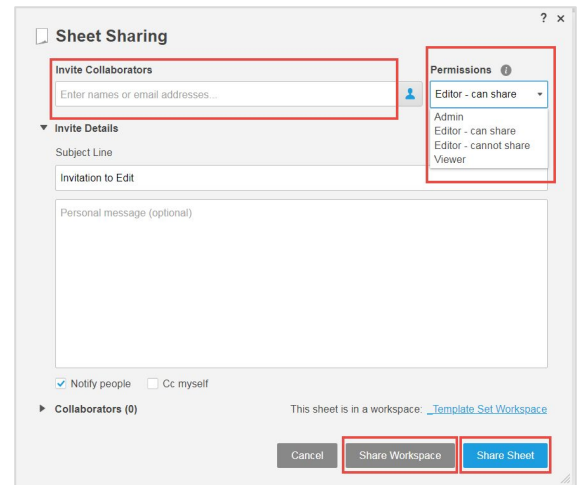 ? ×
Sheet Sharing
Invite Collaborators
Permissions i
Enter names or email addresses...
Editor - can share
Admin
Editor - can share
Editor - cannot share
Viewer
Invite Details
Subject Line
Invitation to Edit
Personal message (optional)
Notify people
Cc myself
Collaborators (0)
This sheet is in a workspace: _Template Set Workspace
Cancel
Share Workspace
Share Sheet